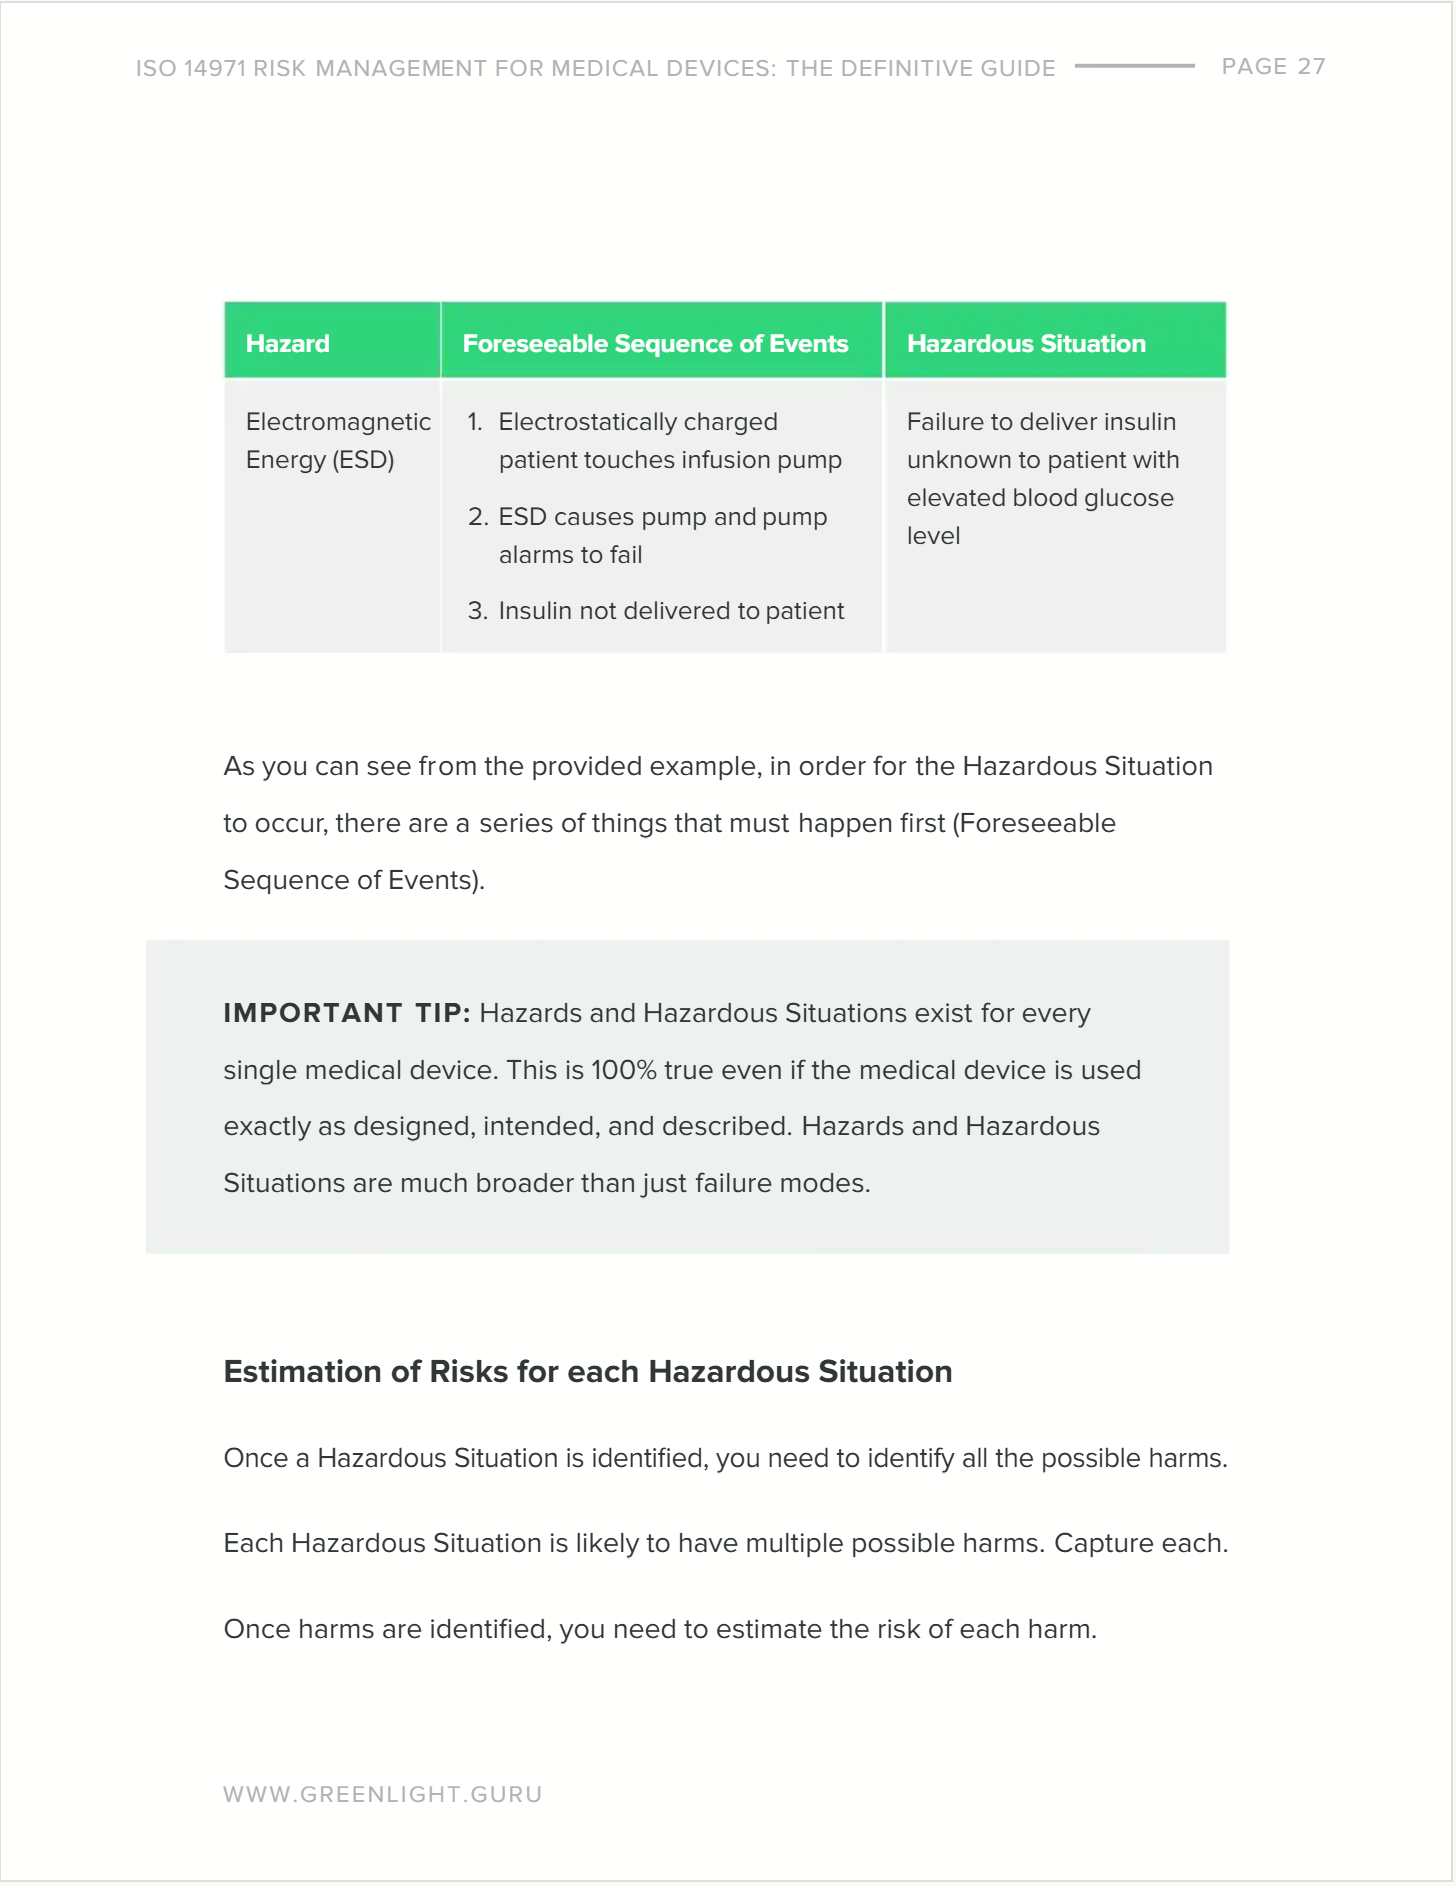 ISO 14971 RISK MANAGEMENT FOR MEDICAL DEVICES: THE DEFINITIVE GUIDE PAGE 27
Hazard
Foreseeable Sequence of Events
Hazardous Situation
Electromagnetic
Energy (ESD)
1. Electrostatically charged
patient touches infusion pump
2. ESD causes pump and pump
alarms to fail
3. Insulin not delivered to patient
Failure to deliver insulin
unknown to patient with
elevated blood glucose
level
As you can see from the provided example, in order for the Hazardous Situation
to occur, there are a series of things that must happen first (Foreseeable
Sequence of Events).
IMPORTANT TIP: Hazards and Hazardous Situations exist for every
single medical device. This is 100% true even if the medical device is used
exactly as designed, intended, and described. Hazards and Hazardous
Situations are much broader than just failure modes.
Estimation of Risks for each Hazardous Situation
Once a Hazardous Situation is identified, you need to identify all the possible harms.
Each Hazardous Situation is likely to have multiple possible harms. Capture each.
Once harms are identified, you need to estimate the risk of each harm.
WWW.GREENLIGHT.GURU